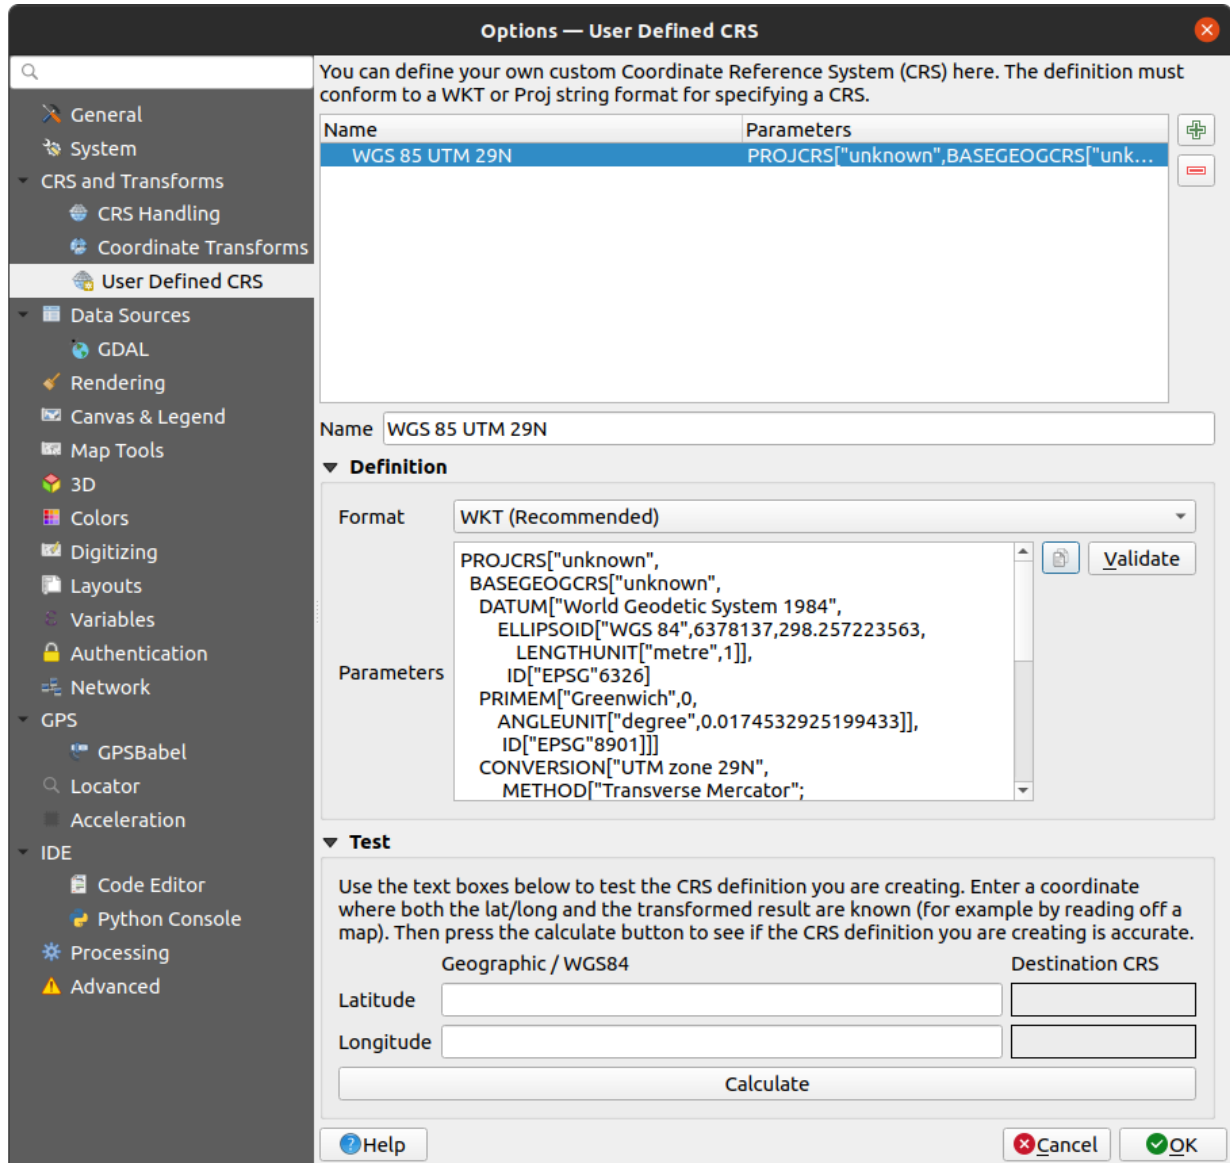 Options — User Defined CRS
General
System
CRS and Transforms
CRS Handling
Coordinate Transforms
User Defined CRS
Data Sources
GDAL
Rendering
Canvas & Legend
Map Tools
3D
Colors
Digitizing
Layouts
Variables
Authentication
Network
GPS
GPSBabel
Locator
Acceleration
IDE
Code Editor
Python Console
Processing
Advanced
You can define your own custom Coordinate Reference System (CRS) here. The definition must
conform to a WKT or Proj string format for specifying a CRS.
Name Parameters
WGS 85 UTM 29N PROJCRS["unknown",BASEGEOGCRS["unk…
Name WGS 85 UTM 29N
Definition
Format WKT (Recommended)
Parameters
PROJCRS["unknown",
BASEGEOGCRS["unknown",
DATUM["World Geodetic System 1984",
ELLIPSOID["WGS 84",6378137,298.257223563,
LENGTHUNIT["metre",1]],
ID["EPSG"6326]
PRIMEM["Greenwich",0,
ANGLEUNIT["degree",0.0174532925199433]],
ID["EPSG"8901]]]
CONVERSION["UTM zone 29N",
METHOD["Transverse Mercator";
Validate
Test
Use the text boxes below to test the CRS definition you are creating. Enter a coordinate
where both the lat/long and the transformed result are known (for example by reading off a
map). Then press the calculate button to see if the CRS definition you are creating is accurate.
Geographic / WGS84 Destination CRS
Latitude
Longitude
Calculate
Help
Cancel
OK